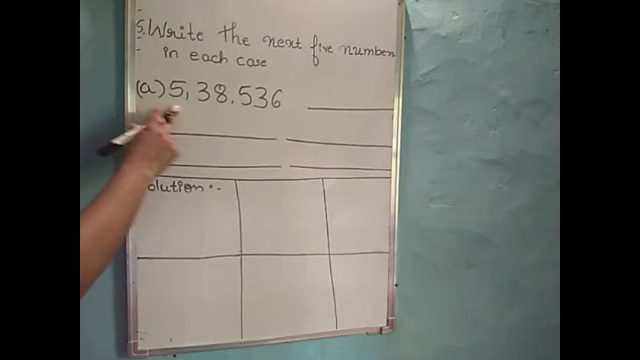 5. Write the next five numbers
in each case
(a) 5,38.536
olution :-